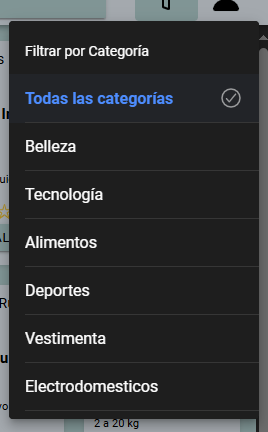 Filtrar por Categoría
Todas las categorías
Belleza
Tecnología
Alimentos
Deportes
Vestimenta
Electrodomesticos
2 a 20 kg